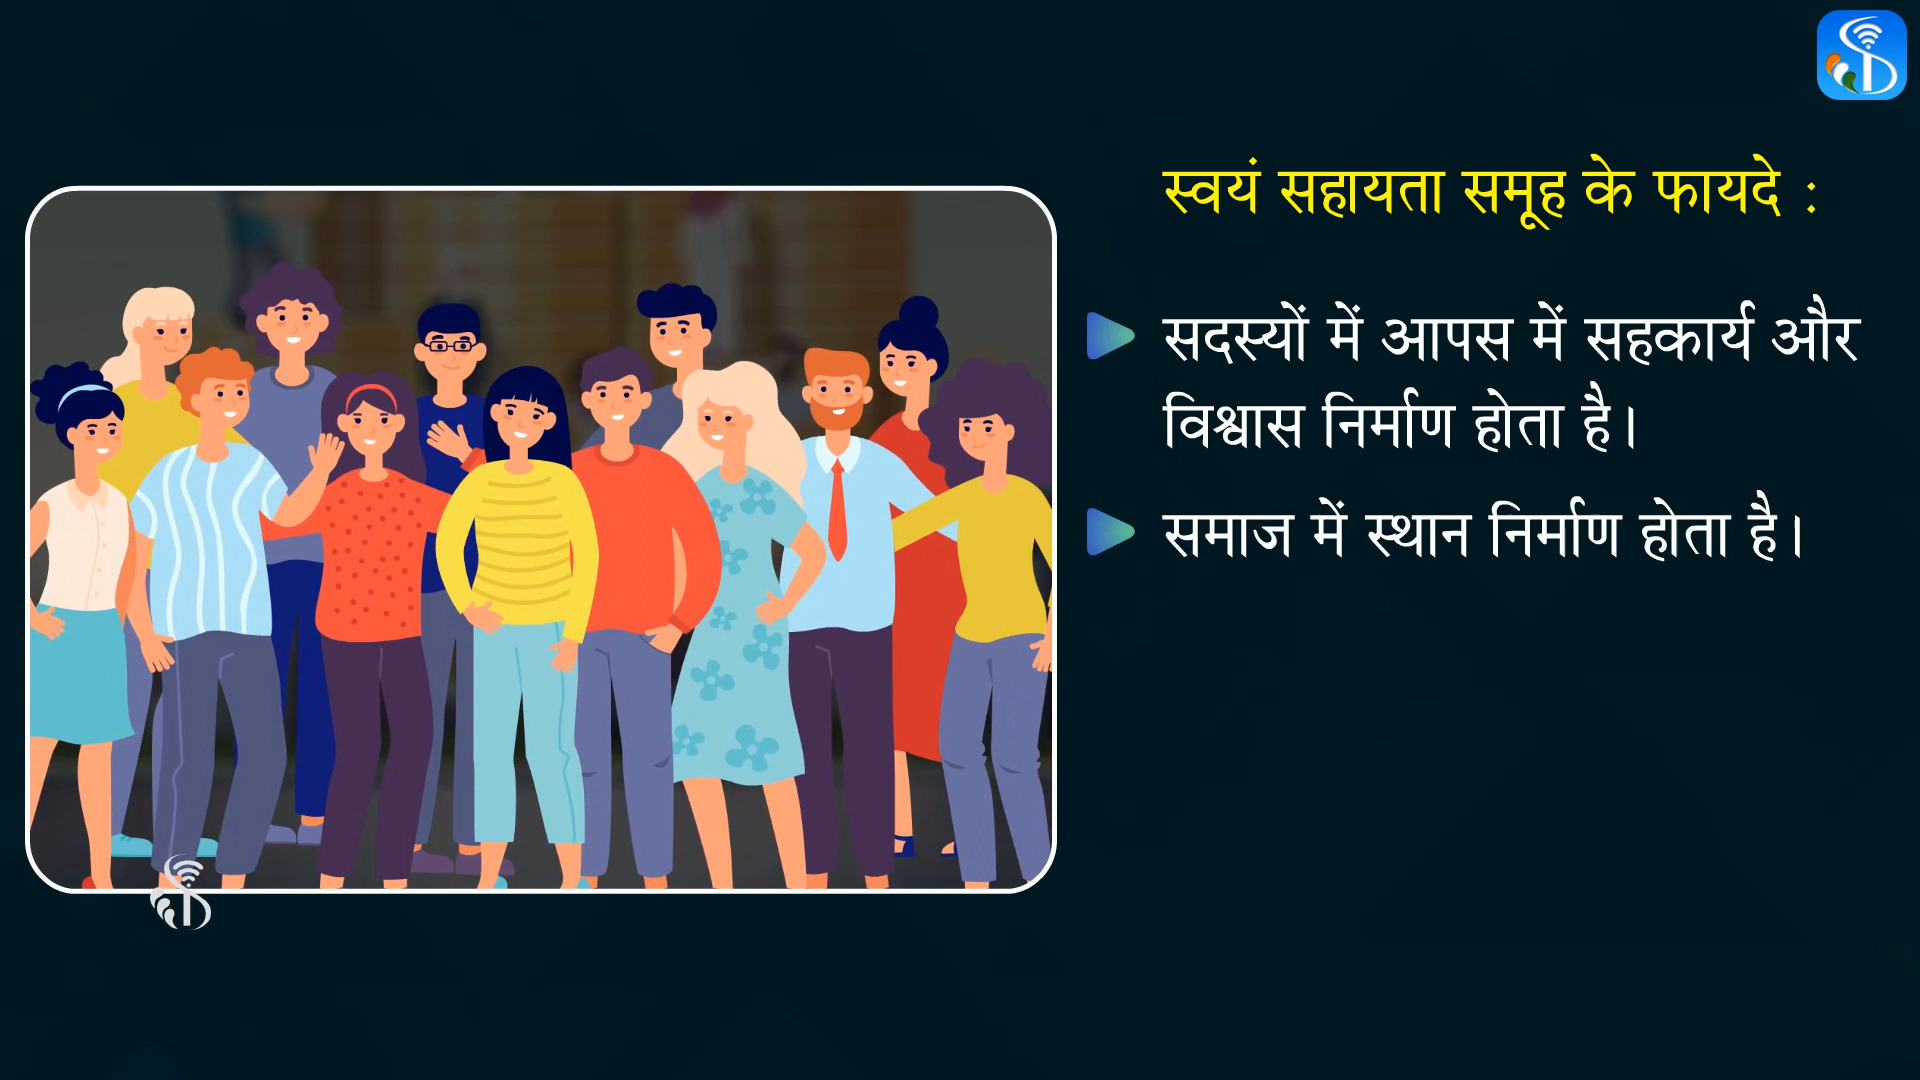 स्वयं सहायता समूह के फायदे :
सदस्यों में आपस में सहकार्य और
विश्वास निर्माण होता है।
समाज में स्थान निर्माण होता है।